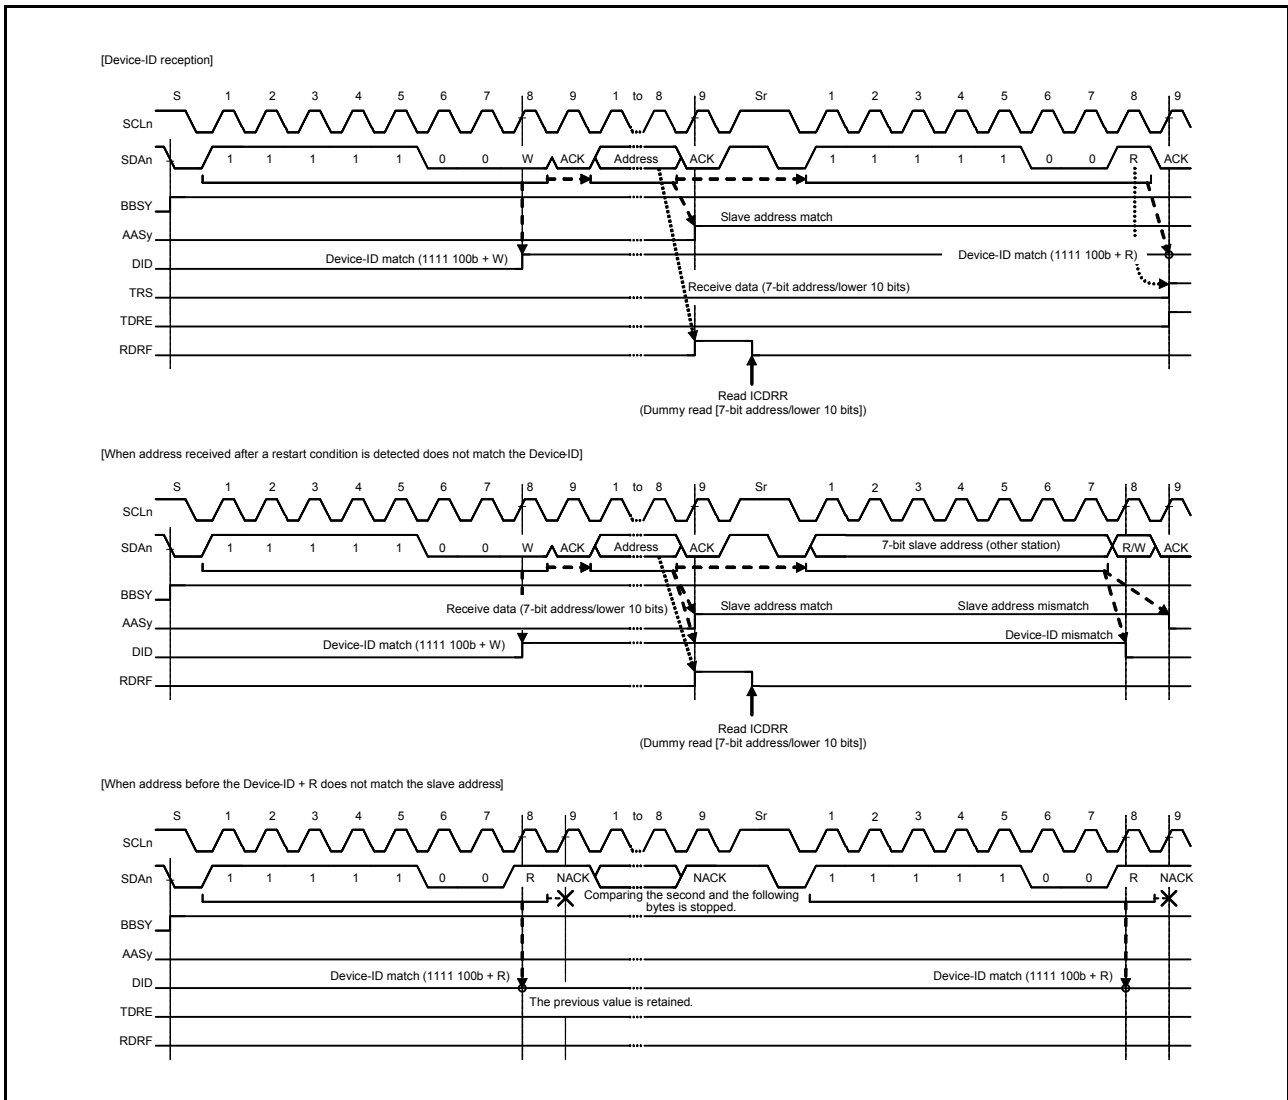 [Device-ID reception]
S 1 2 3 4 5 6 7 8 9 1 to 8 9 Sr 1 2 3 4 5 6 7 8 9
SCLn
SDAn 1 1 1 1 1 0 0 W ACK Address ACK 1 1 1 1 1 0 0 R ACK
BBSY
Slave address match
AASy
Device-ID match (1111 100b + W) Device-ID match (1111 100b + R)
DID
Receive data (7-bit address/lower 10 bits)
TRS
TDRE
RDRF
Read ICDRR
(Dummy read [7-bit address/lower 10 bits])
[When address received after a restart condition is detected does not match the Device-ID]
S 1 2 3 4 5 6 7 8 9 1 to 8 9 Sr 1 2 3 4 5 6 7 8 9
SCLn
SDAn 1 1 1 1 1 0 0 W ACK Address ACK 7-bit slave address (other station) R/W ACK
BBSY
Receive data (7-bit address/lower 10 bits) Slave address match Slave address mismatch
AASy
Device-ID match (1111 100b + W) Device-ID mismatch
DID
RDRF
Read ICDRR
(Dummy read [7-bit address/lower 10 bits])
[When address before the Device-ID + R does not match the slave address]
S 1 2 3 4 5 6 7 8 9 1 to 8 9 Sr 1 2 3 4 5 6 7 8 9
SCLn
SDAn 1 1 1 1 1 0 0 R NACK NACK 1 1 1 1 1 0 0 R NACK
Comparing the second and the following
bytes is stopped.
BBSY
AASy
Device-ID match (1111 100b + R) Device-ID match (1111 100b + R)
DID
The previous value is retained.
TDRE
RDRF